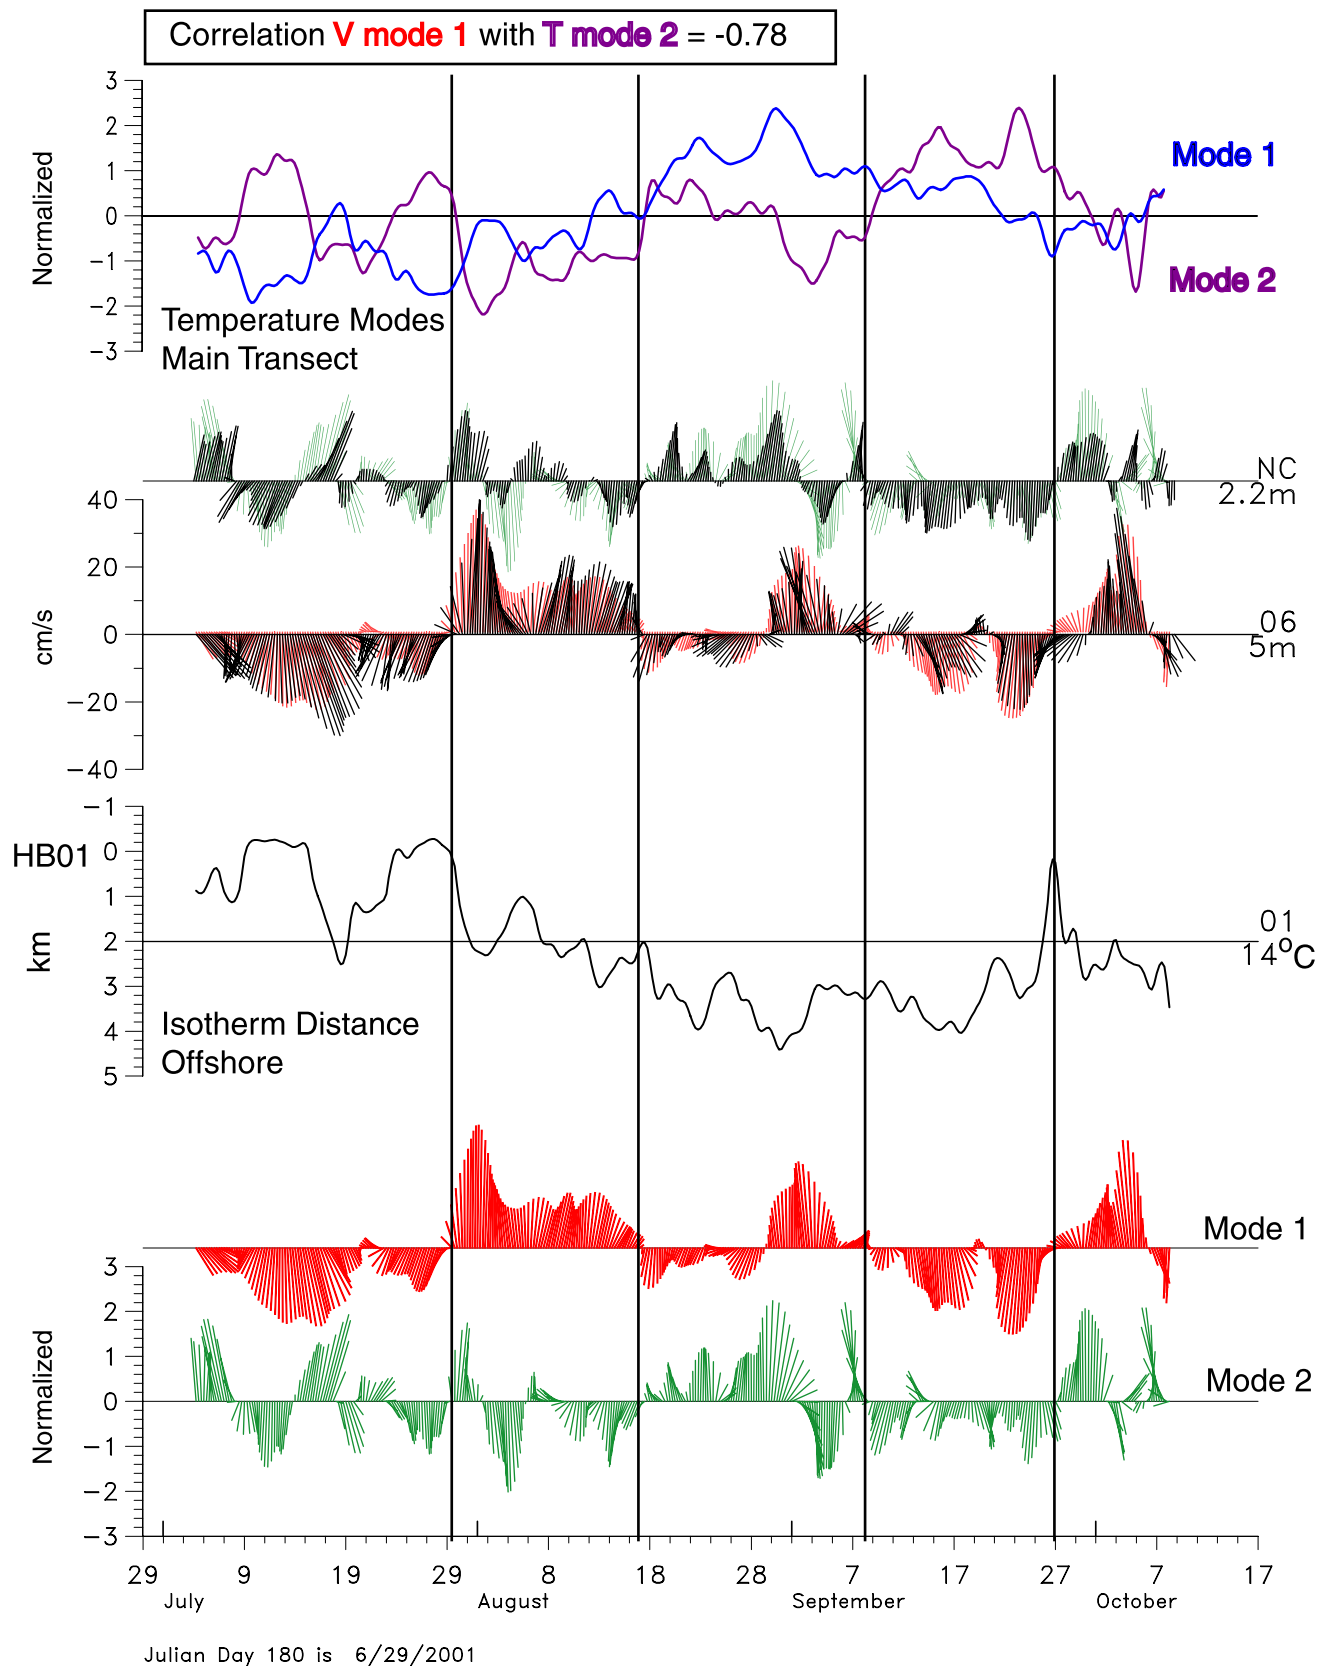 Correlation V mode 1 with T mode 2 = -0.78
3
2
1
0
−1
−2
−3
Normalized
Mode 1
Mode 2
Temperature Modes
Main Transect
NC
2.2m
40
20
0
−20
−40
cm/s
06
5m
−1
HB01 0
1
2
3
4
5
km
01
14°C
Isotherm Distance
Offshore
Mode 1
3
2
1
0
−1
−2
−3
Normalized
Mode 2
29 9 19 29 8 18 28 7 17 27 7 17
July August September October
Julian Day 180 is 6/29/2001